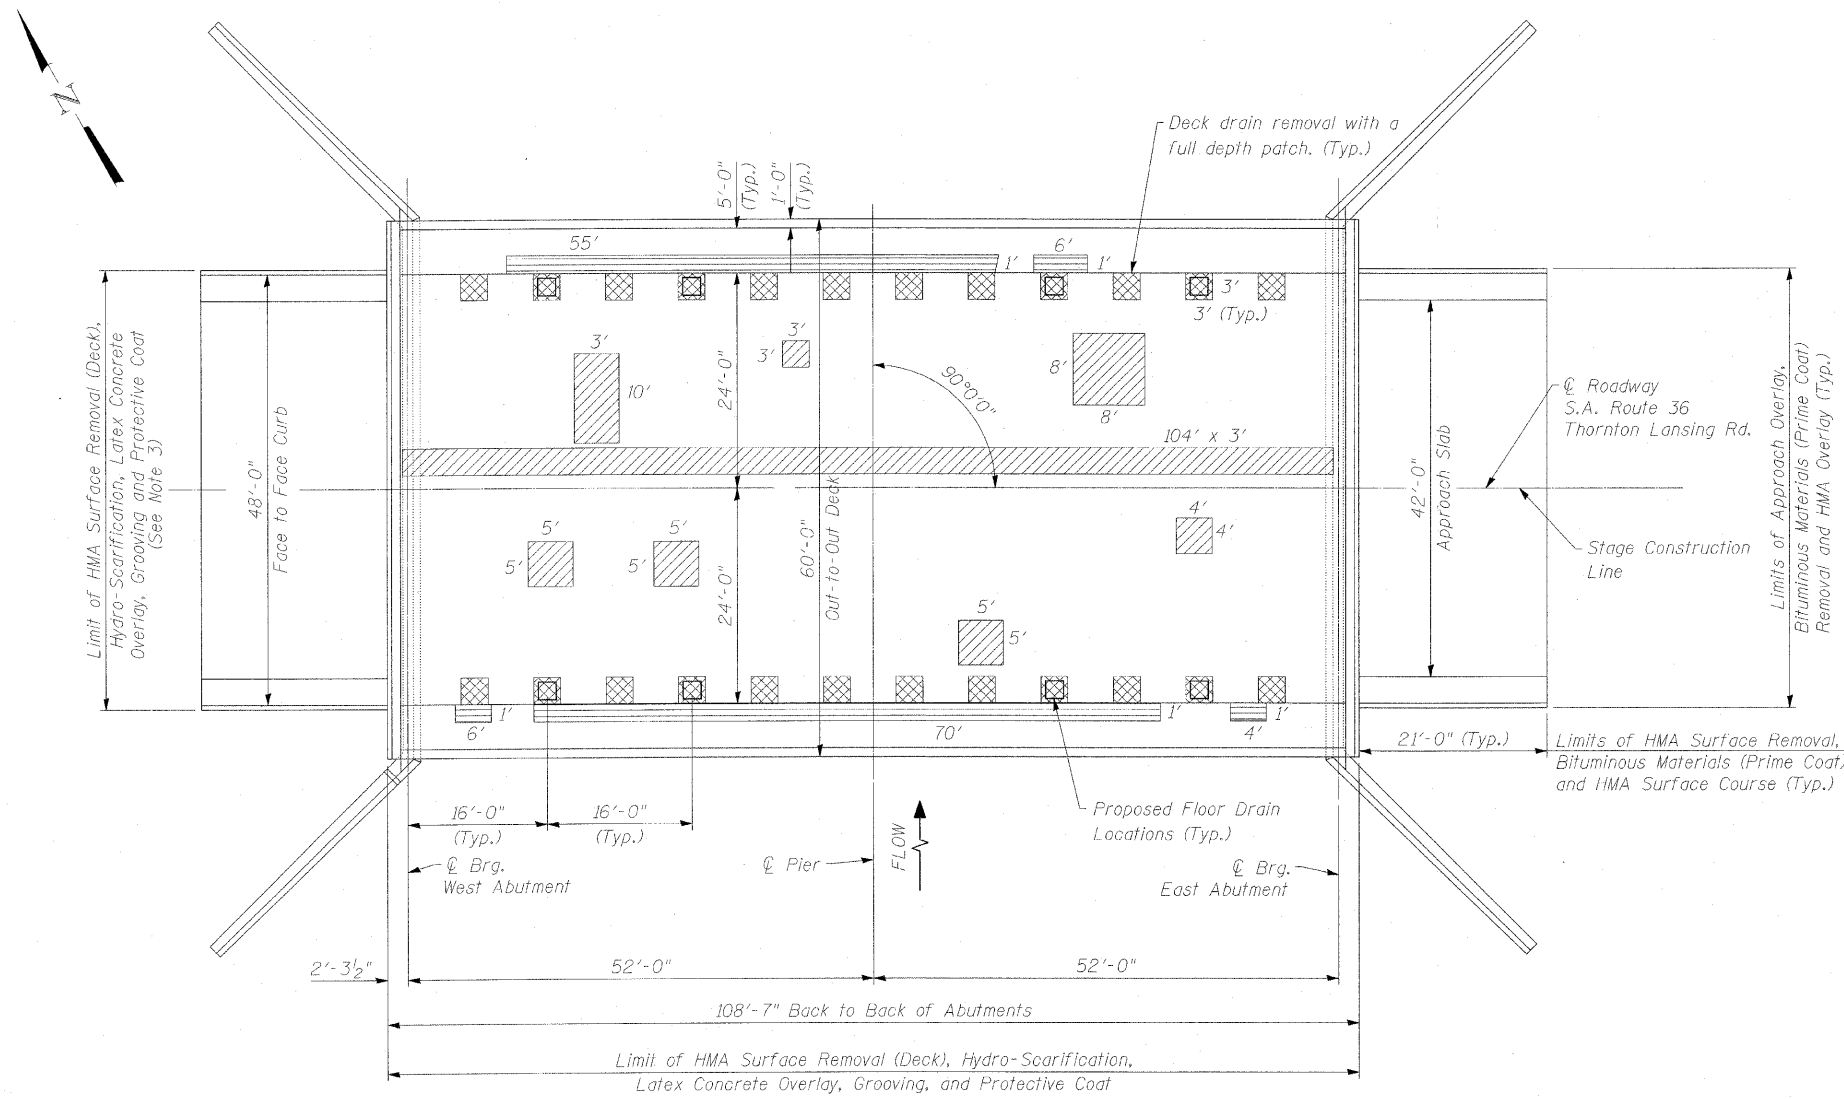 N
Deck drain removal with a
full depth patch. (Typ.)
5'-0"
(Typ.)
1'-0"
(Typ.)
55'
1'
6'
1'
3'
3' (Typ.)
3'
10'
3'
3'
24'-0"
90°0'0"
8'
8'
104' x 3'
℄ Roadway
S.A. Route 36
Thornton Lansing Rd.
Limit of HMA Surface Removal (Deck),
Hydro-Scarification, Latex Concrete
Overlay, Grooving and Protective Coat
(See Note 3)
48'-0"
Face to Face Curb
60'-0"
Out-to-Out Deck
42'-0"
Approach Slab
Limits of Approach Overlay,
Bituminous Materials (Prime Coat)
Removal and HMA Overlay (Typ.)
5'
5'
5'
5'
24'-0"
4'
4'
Stage Construction
Line
5'
5'
6'
1'
70'
1'
4'
1'
21'-0" (Typ.)
Limits of HMA Surface Removal,
Bituminous Materials (Prime Coat)
and HMA Surface Course (Typ.)
16'-0"
(Typ.)
16'-0"
(Typ.)
Proposed Floor Drain
Locations (Typ.)
℄ Brg.
West Abutment
℄ Pier
FLOW
℄ Brg.
East Abutment
2'-3½"
52'-0"
52'-0"
108'-7" Back to Back of Abutments
Limit of HMA Surface Removal (Deck), Hydro-Scarification,
Latex Concrete Overlay, Grooving, and Protective Coat